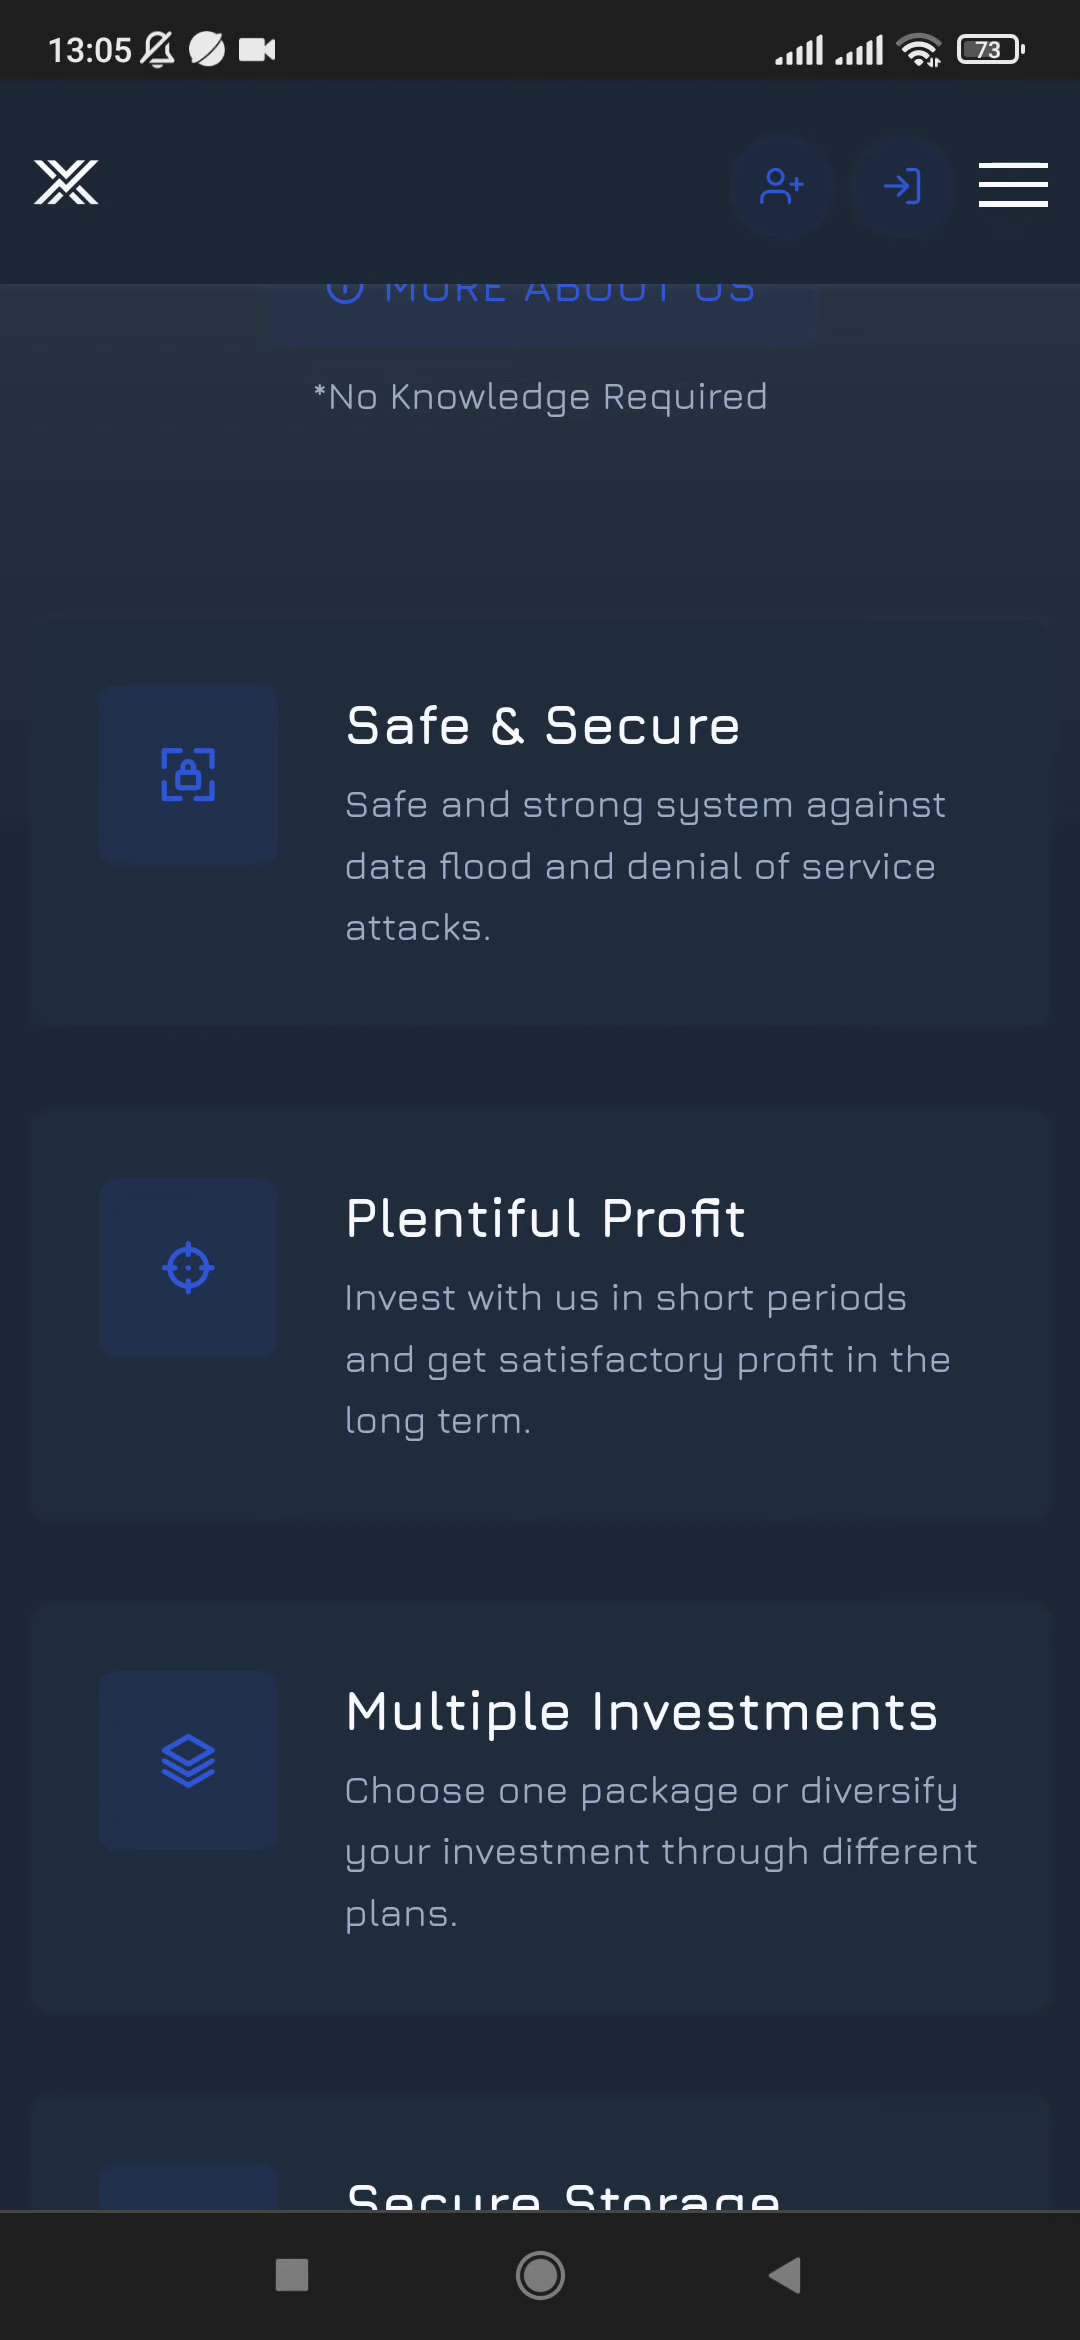 13:05
73
MORE ABOUT US
*No Knowledge Required
Safe & Secure
Safe and strong system against
data flood and denial of service
attacks.
Plentiful Profit
Invest with us in short periods
and get satisfactory profit in the
long term.
Multiple Investments
Choose one package or diversify
your investment through different
plans.
Secure Storage